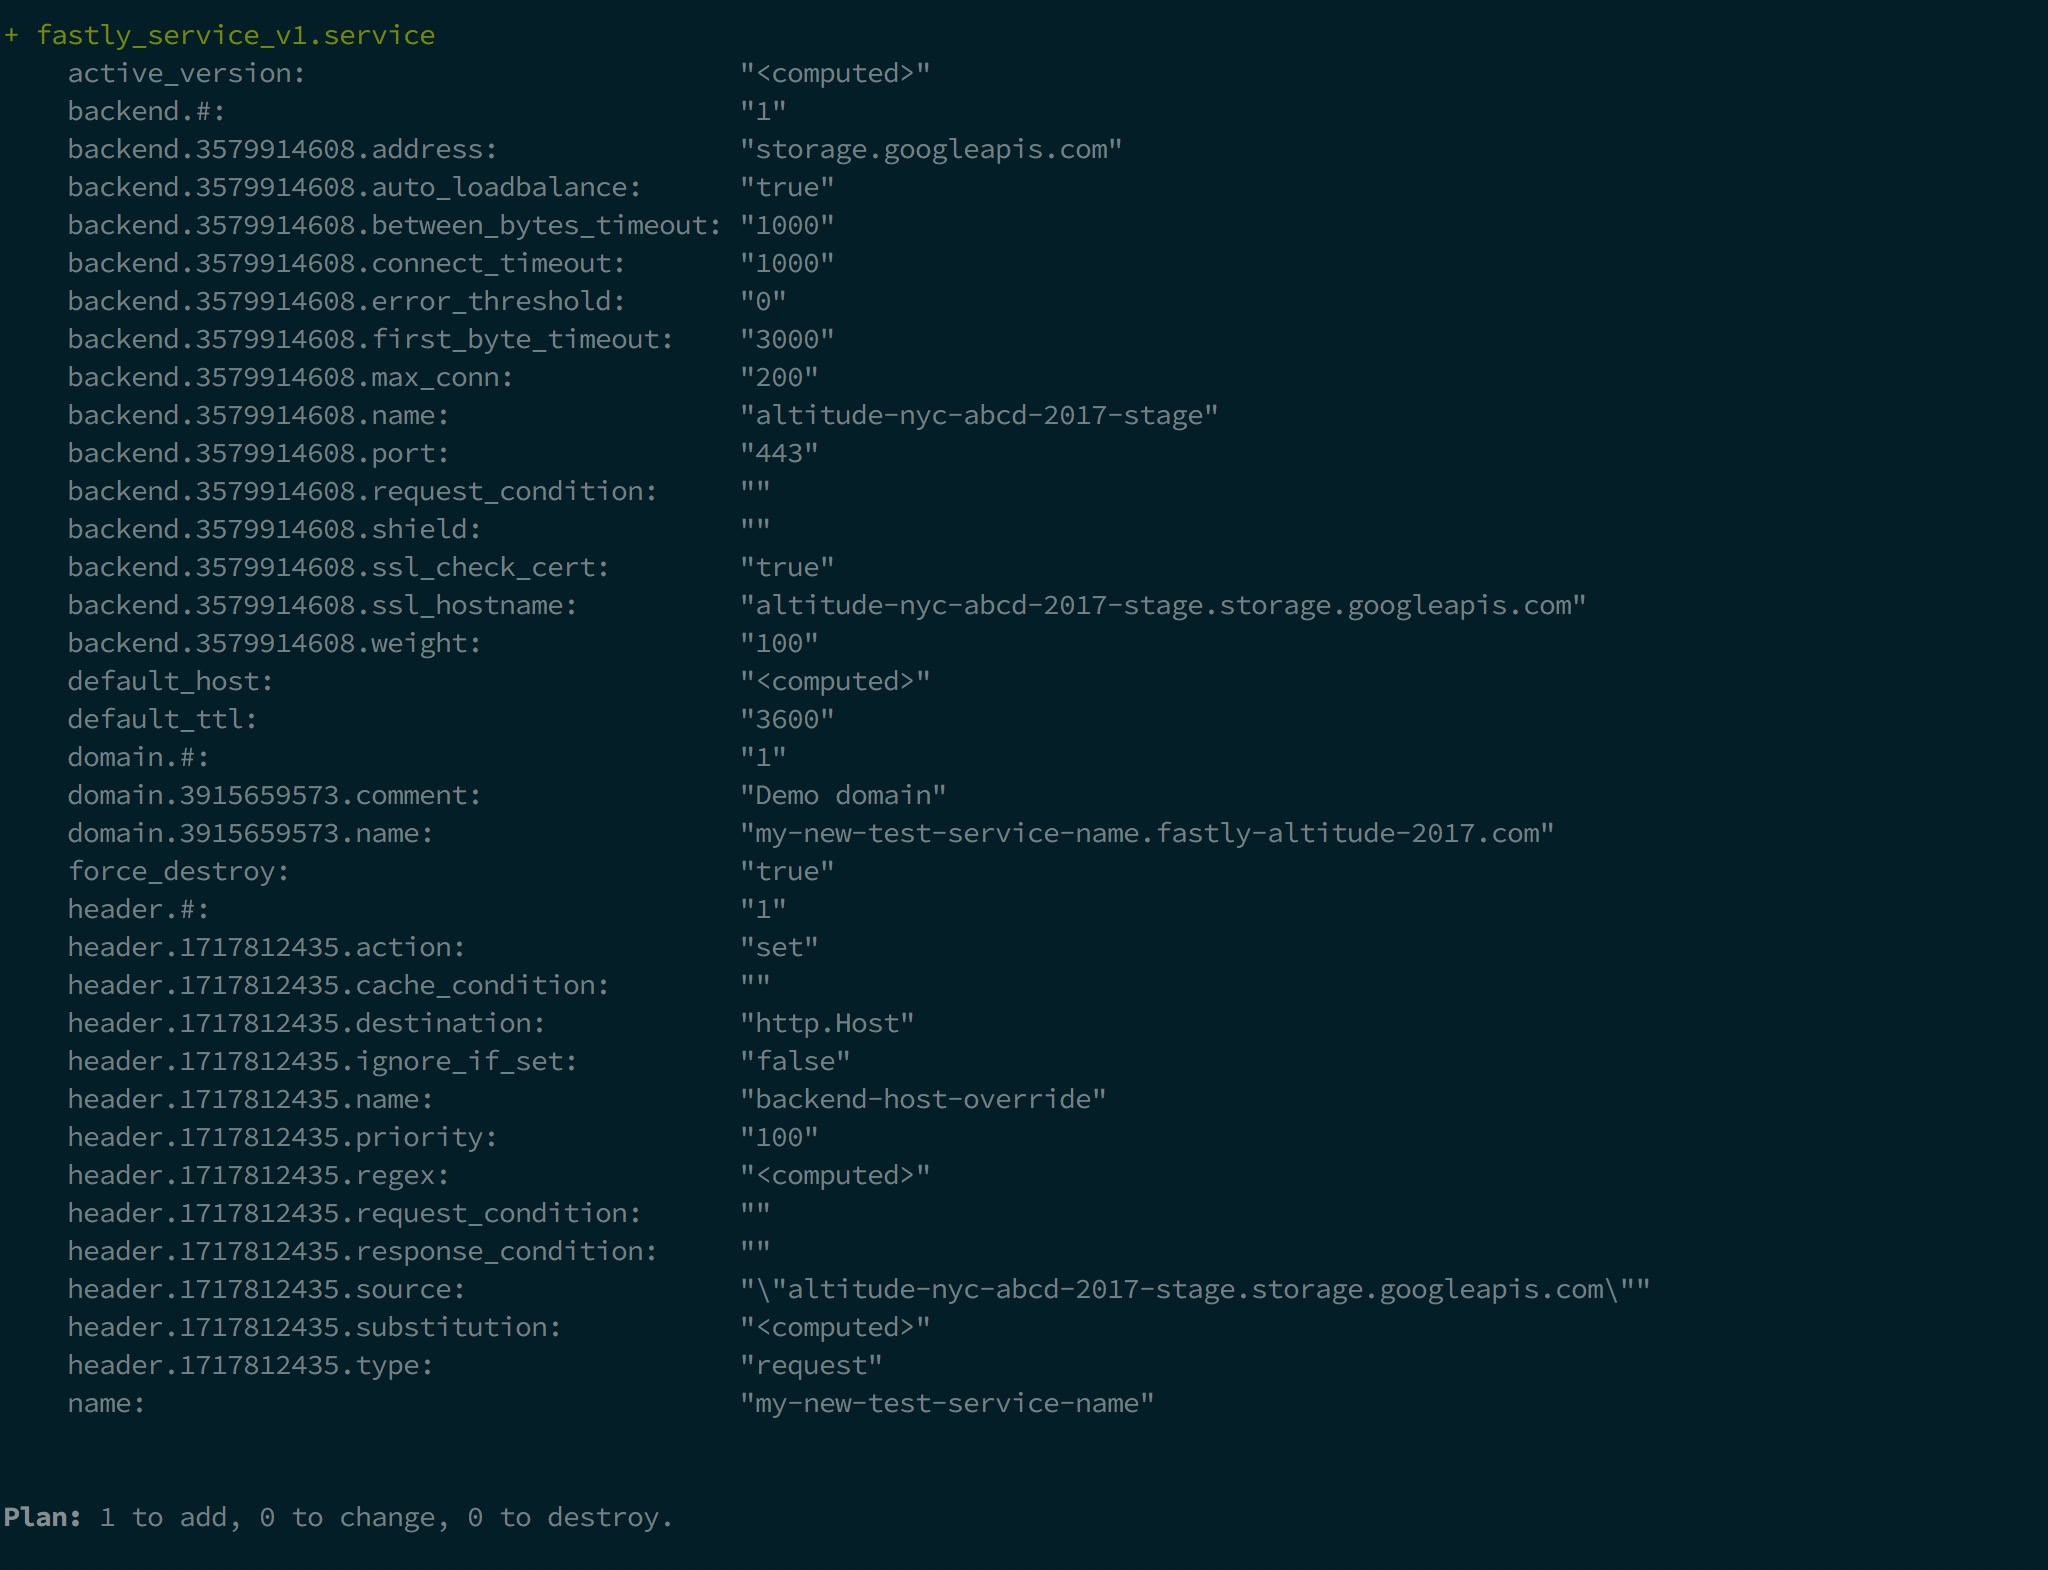 + fastly_service_v1.service
active_version: "<computed>"
backend.#: "1"
backend.3579914608.address: "storage.googleapis.com"
backend.3579914608.auto_loadbalance: "true"
backend.3579914608.between_bytes_timeout: "1000"
backend.3579914608.connect_timeout: "1000"
backend.3579914608.error_threshold: "0"
backend.3579914608.first_byte_timeout: "3000"
backend.3579914608.max_conn: "200"
backend.3579914608.name: "altitude-nyc-abcd-2017-stage"
backend.3579914608.port: "443"
backend.3579914608.request_condition: ""
backend.3579914608.shield: ""
backend.3579914608.ssl_check_cert: "true"
backend.3579914608.ssl_hostname: "altitude-nyc-abcd-2017-stage.storage.googleapis.com"
backend.3579914608.weight: "100"
default_host: "<computed>"
default_ttl: "3600"
domain.#: "1"
domain.3915659573.comment: "Demo domain"
domain.3915659573.name: "my-new-test-service-name.fastly-altitude-2017.com"
force_destroy: "true"
header.#: "1"
header.1717812435.action: "set"
header.1717812435.cache_condition: ""
header.1717812435.destination: "http.Host"
header.1717812435.ignore_if_set: "false"
header.1717812435.name: "backend-host-override"
header.1717812435.priority: "100"
header.1717812435.regex: "<computed>"
header.1717812435.request_condition: ""
header.1717812435.response_condition: ""
header.1717812435.source: "\"altitude-nyc-abcd-2017-stage.storage.googleapis.com\""
header.1717812435.substitution: "<computed>"
header.1717812435.type: "request"
name: "my-new-test-service-name"
Plan: 1 to add, 0 to change, 0 to destroy.